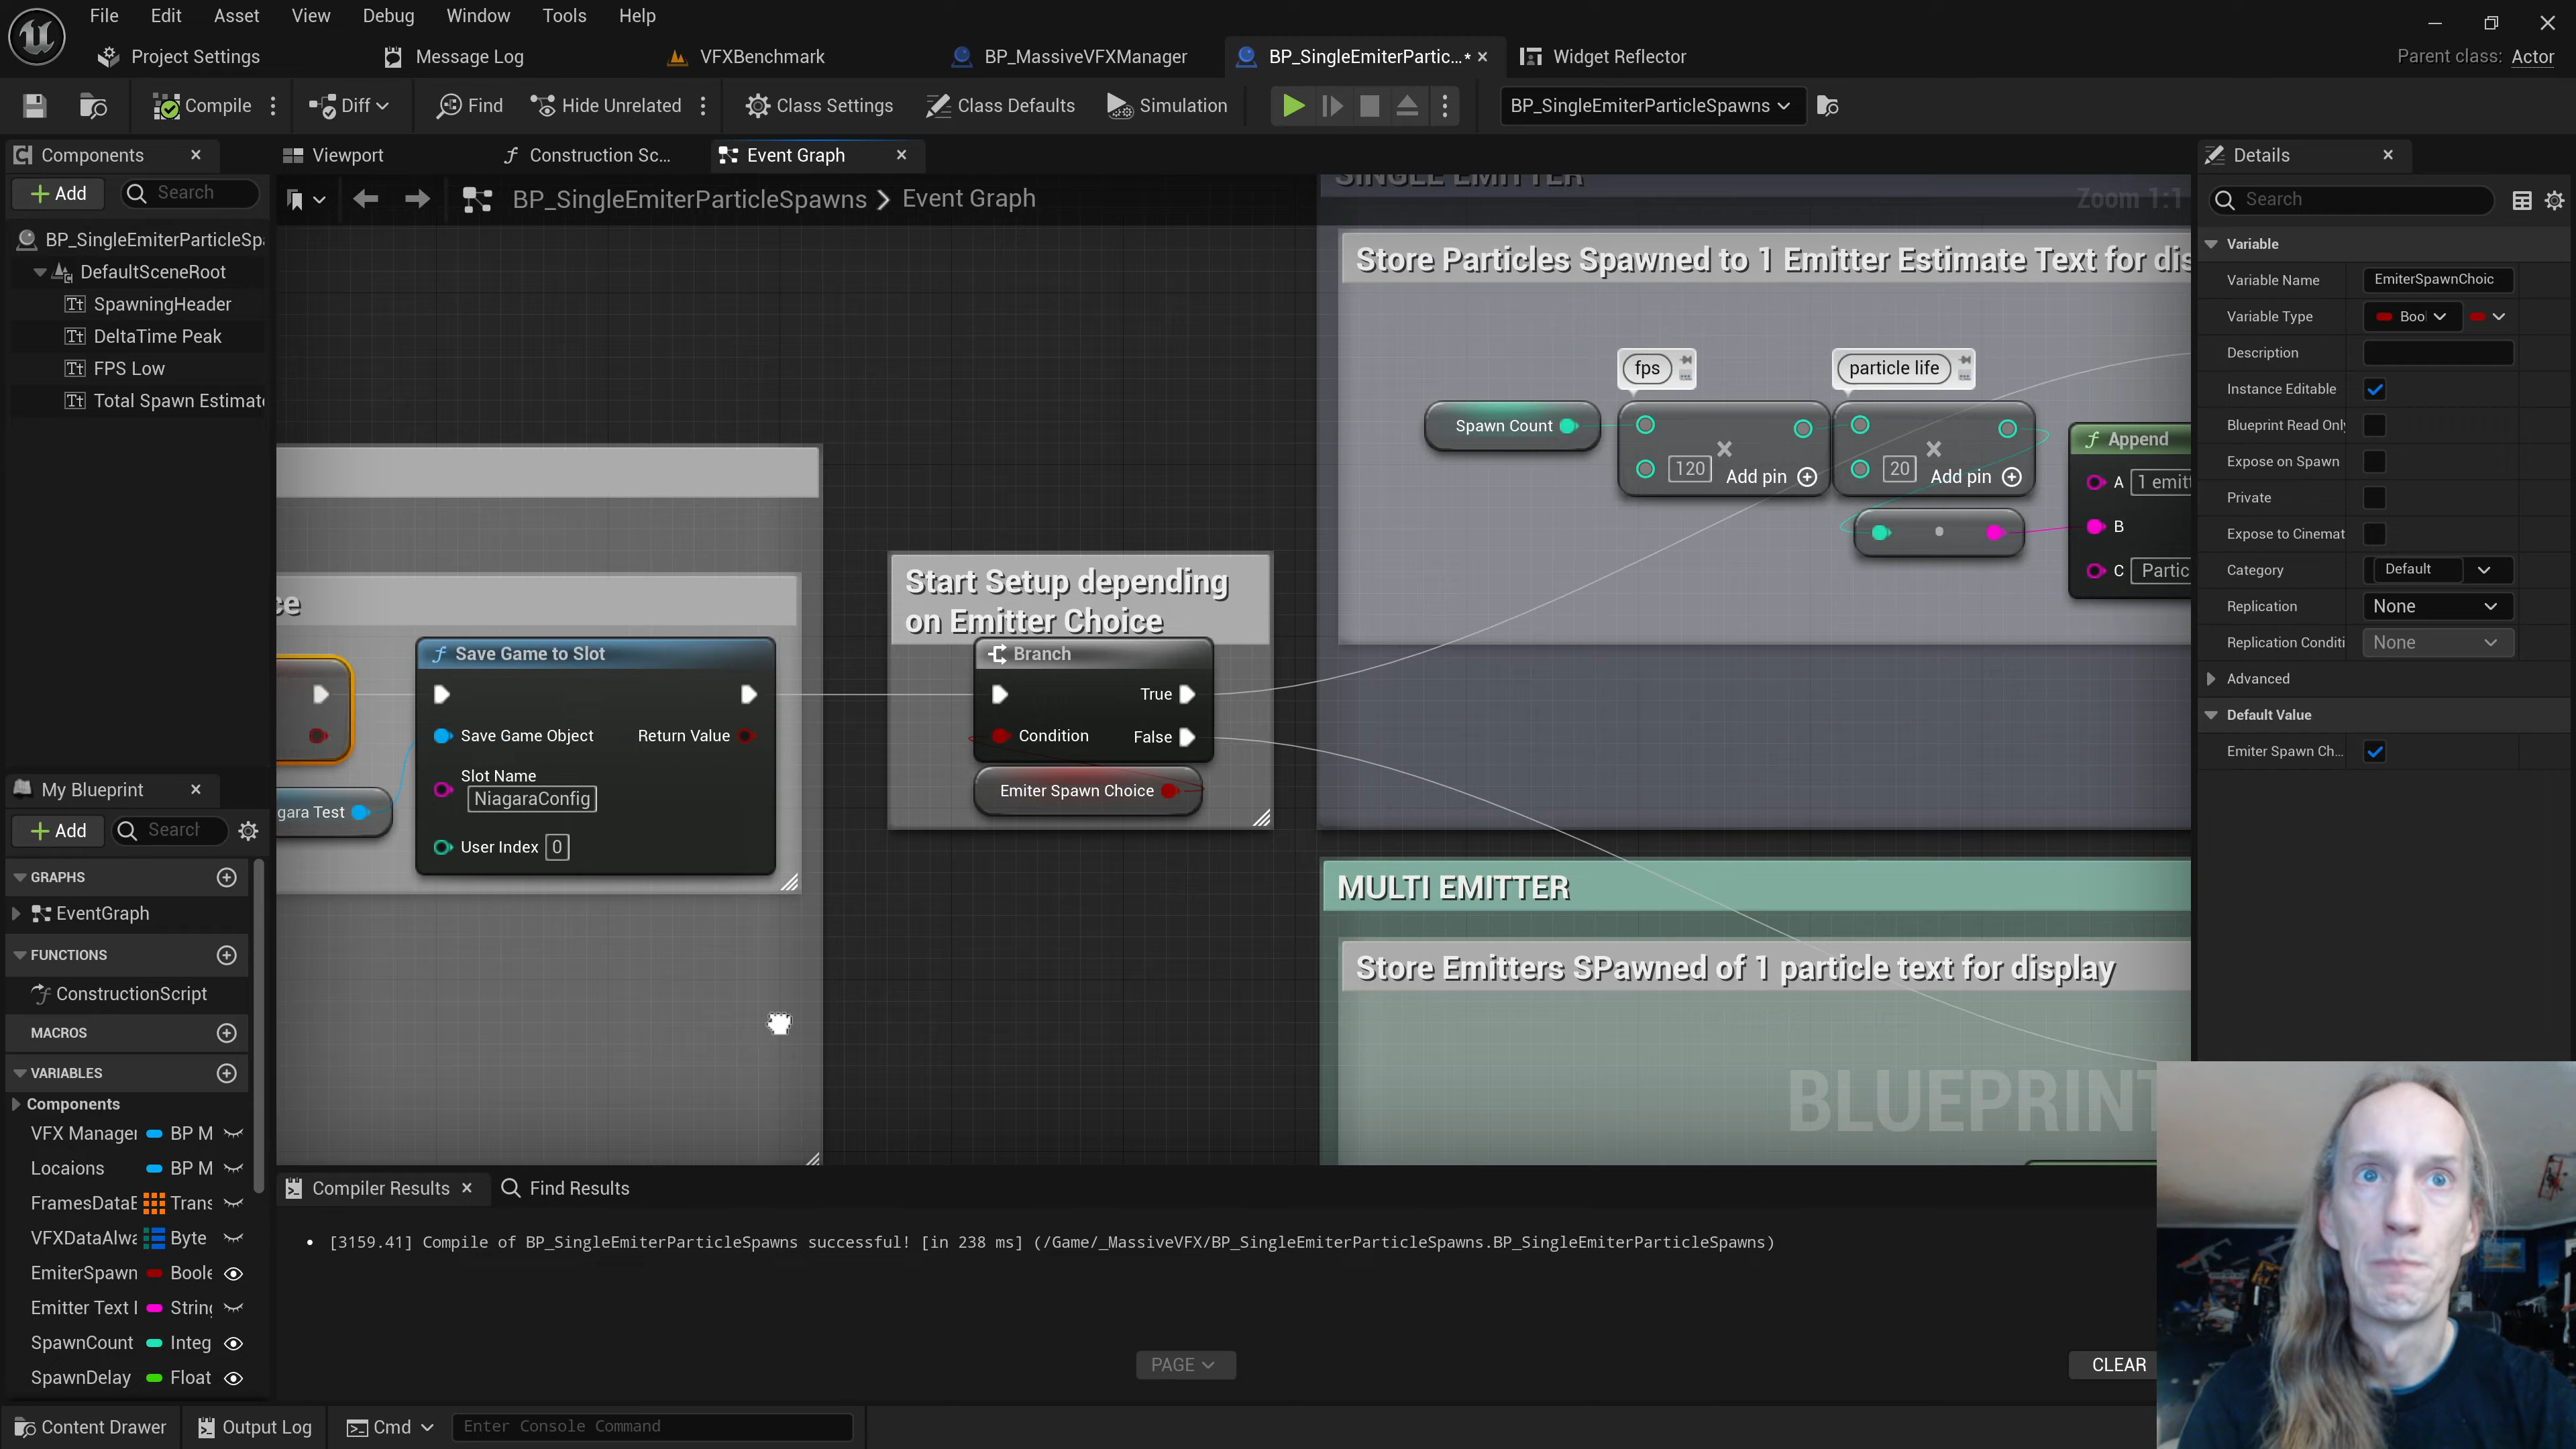 File Edit Asset View Debug Window Tools Help
Project Settings Message Log VFXBenchmark BP_MassiveVFXManager BP_SingleEmiterPartic...* Widget Reflector Parent class: Actor
Compile Diff Find Hide Unrelated Class Settings Class Defaults Simulation BP_SingleEmiterParticleSpawns
Components Viewport Construction Sc... Event Graph Details
Add Search
BP_SingleEmiterParticleSpawns Event Graph
Zoom 1:1
Search
BP_SingleEmiterParticleSpa
DefaultSceneRoot
SpawningHeader
DeltaTime Peak
FPS Low
Total Spawn Estimate
SINGLE EMITTER
Store Particles Spawned to 1 Emitter Estimate Text for dis
fps
particle life
Spawn Count
120 Add pin
20 Add pin
Append
A 1 emitt
B
C Partic
ce
Save Game to Slot
Save Game Object Return Value
Slot Name
NiagaraConfig
User Index 0
gara Test
Start Setup depending
on Emitter Choice
Branch
True
Condition False
Emiter Spawn Choice
MULTI EMITTER
Store Emitters SPawned of 1 particle text for display
BLUEPRINT
Variable
Variable Name EmiterSpawnChoic
Variable Type Boo
Description
Instance Editable
Blueprint Read Only
Expose on Spawn
Private
Expose to Cinemat
Category Default
Replication None
Replication Conditi None
Advanced
Default Value
Emiter Spawn Ch...
My Blueprint
Add Search
GRAPHS
EventGraph
FUNCTIONS
ConstructionScript
MACROS
VARIABLES
Components
VFX Manager BP M
Locaions BP M
FramesDataE Trans
VFXDataAlwa Byte
EmiterSpawn Boole
Emitter Text I String
SpawnCount Integ
SpawnDelay Float
Compiler Results Find Results
[3159.41] Compile of BP_SingleEmiterParticleSpawns successful! [in 238 ms] (/Game/_MassiveVFX/BP_SingleEmiterParticleSpawns.BP_SingleEmiterParticleSpawns)
PAGE
CLEAR
Content Drawer Output Log Cmd Enter Console Command